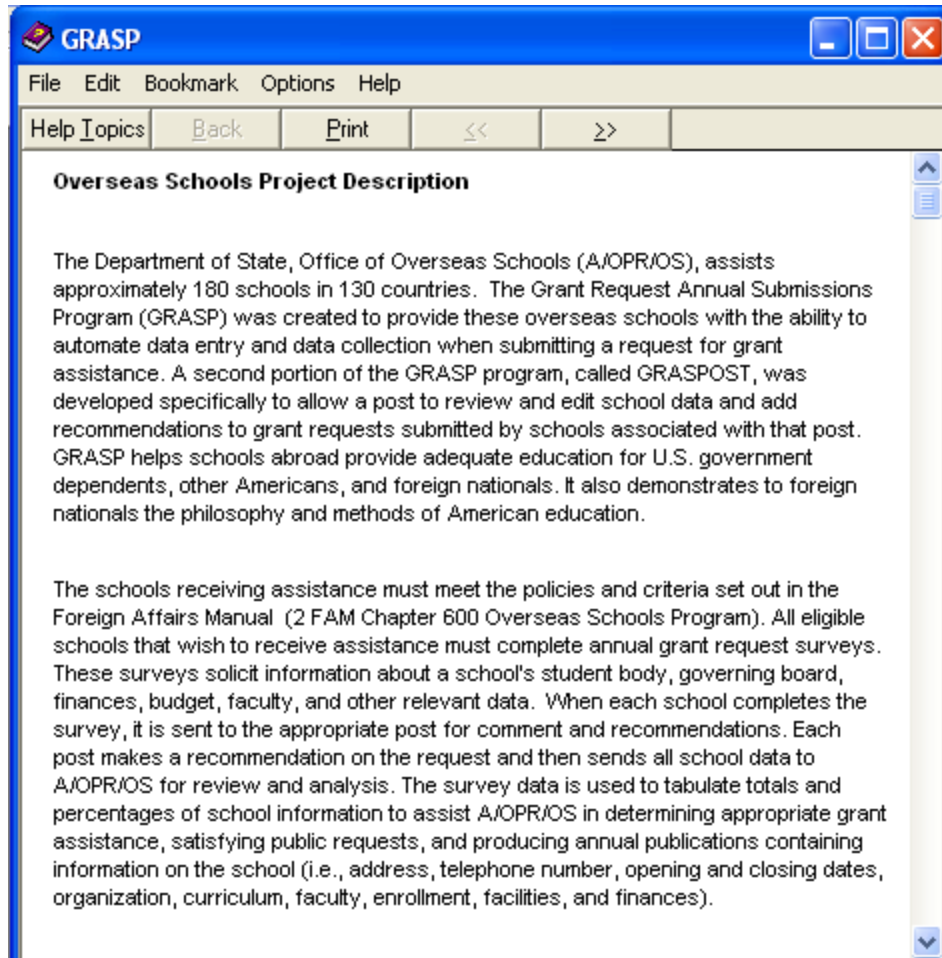 GRASP
File Edit Bookmark Options Help
Help Topics Back Print << >>
Overseas Schools Project Description
The Department of State, Office of Overseas Schools (A/OPR/OS), assists
approximately 180 schools in 130 countries.  The Grant Request Annual Submissions
Program (GRASP) was created to provide these overseas schools with the ability to
automate data entry and data collection when submitting a request for grant
assistance. A second portion of the GRASP program, called GRASPOST, was
developed specifically to allow a post to review and edit school data and add
recommendations to grant requests submitted by schools associated with that post.
GRASP helps schools abroad provide adequate education for U.S. government
dependents, other Americans, and foreign nationals. It also demonstrates to foreign
nationals the philosophy and methods of American education.
The schools receiving assistance must meet the policies and criteria set out in the
Foreign Affairs Manual  (2 FAM Chapter 600 Overseas Schools Program). All eligible
schools that wish to receive assistance must complete annual grant request surveys.
These surveys solicit information about a school's student body, governing board,
finances, budget, faculty, and other relevant data.  When each school completes the
survey, it is sent to the appropriate post for comment and recommendations. Each
post makes a recommendation on the request and then sends all school data to
A/OPR/OS for review and analysis. The survey data is used to tabulate totals and
percentages of school information to assist A/OPR/OS in determining appropriate grant
assistance, satisfying public requests, and producing annual publications containing
information on the school (i.e., address, telephone number, opening and closing dates,
organization, curriculum, faculty, enrollment, facilities, and finances).